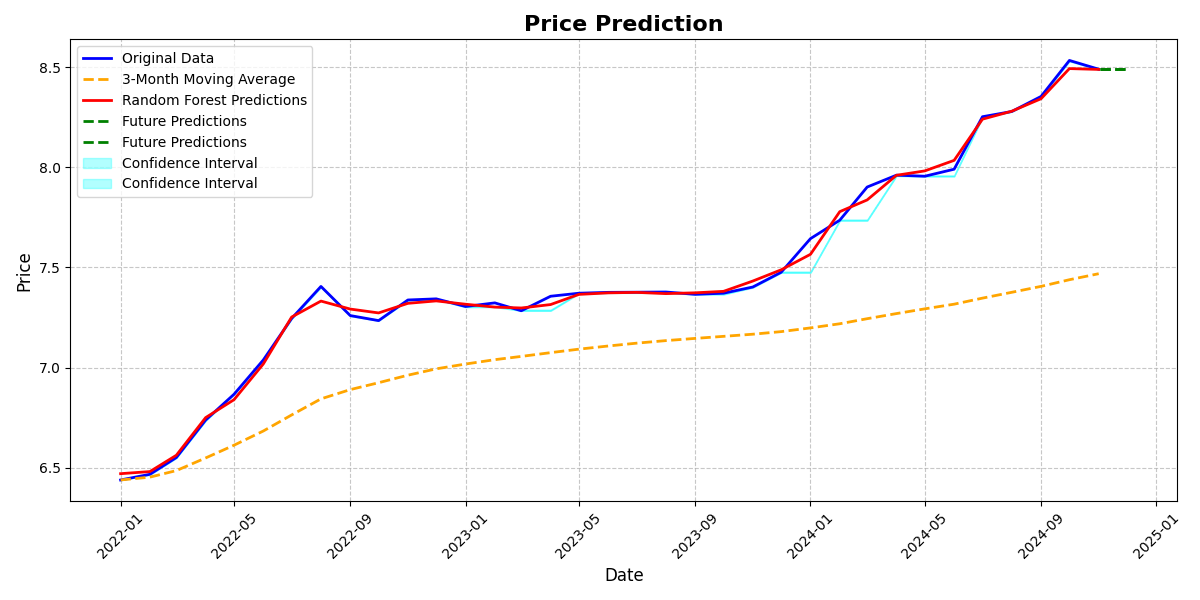 Price Prediction
Original Data
3-Month Moving Average
Random Forest Predictions
Future Predictions
Future Predictions
Confidence Interval
Confidence Interval
8.5
8.0
7.5
7.0
6.5
Price
2022-01
2022-05
2022-09
2023-01
2023-05
2023-09
2024-01
2024-05
2024-09
2025-01
Date